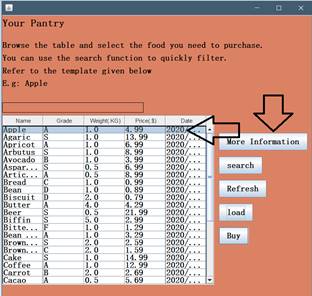 Your Pantry
Browse the table and select the food you need to purchase.
You can use the search function to quickly filter.
Refer to the template given below
E.g: Apple
Name Grade Weight( KG) Price( $) Date
Apple A 1.0 4.99 2020/...
Agaric S 1.0 13.99 2020/...
Apricot A 1.0 6.99 2020/...
Arbutus S 1.0 8.99 2020/...
Avocado B 1.0 3.99 2020/...
Aspar... S 0.5 6.99 2020/...
Artic... A 0.5 8.99 2020/...
Bread C 1.0 0.99 2020/...
Bean D 1.0 0.89 2020/...
Biscuit D 2.0 0.79 2020/...
Butter A 4.0 4.29 2020/...
Beer S 0.5 21.99 2020/...
Biffin S 5.0 2.99 2020/...
Bitte... F 1.0 1.29 2020/...
Bean ... A 1.0 3.29 2020/...
Brown... S 2.0 2.59 2020/...
Brown... C 2.0 1.59 2020/...
Cake S 1.0 14.99 2020/...
Coffee A 1.0 12.99 2020/...
Carrot B 2.0 2.69 2020/...
Cacao A 0.5 5.69 2020/...
More Information
search
Refresh
load
Buy